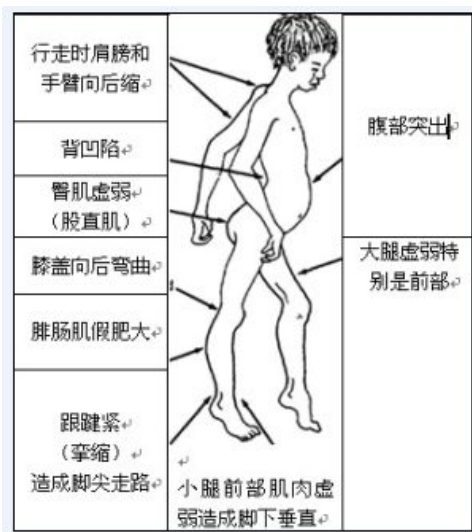 行走时肩膀和
手臂向后缩
背凹陷
臀肌虚弱
（股直肌）
膝盖向后弯曲
腓肠肌假肥大
跟腱紧
（挛缩）
造成脚尖走路
小腿前部肌肉虚
弱造成脚下垂直
腹部突出
大腿虚弱特
别是前部